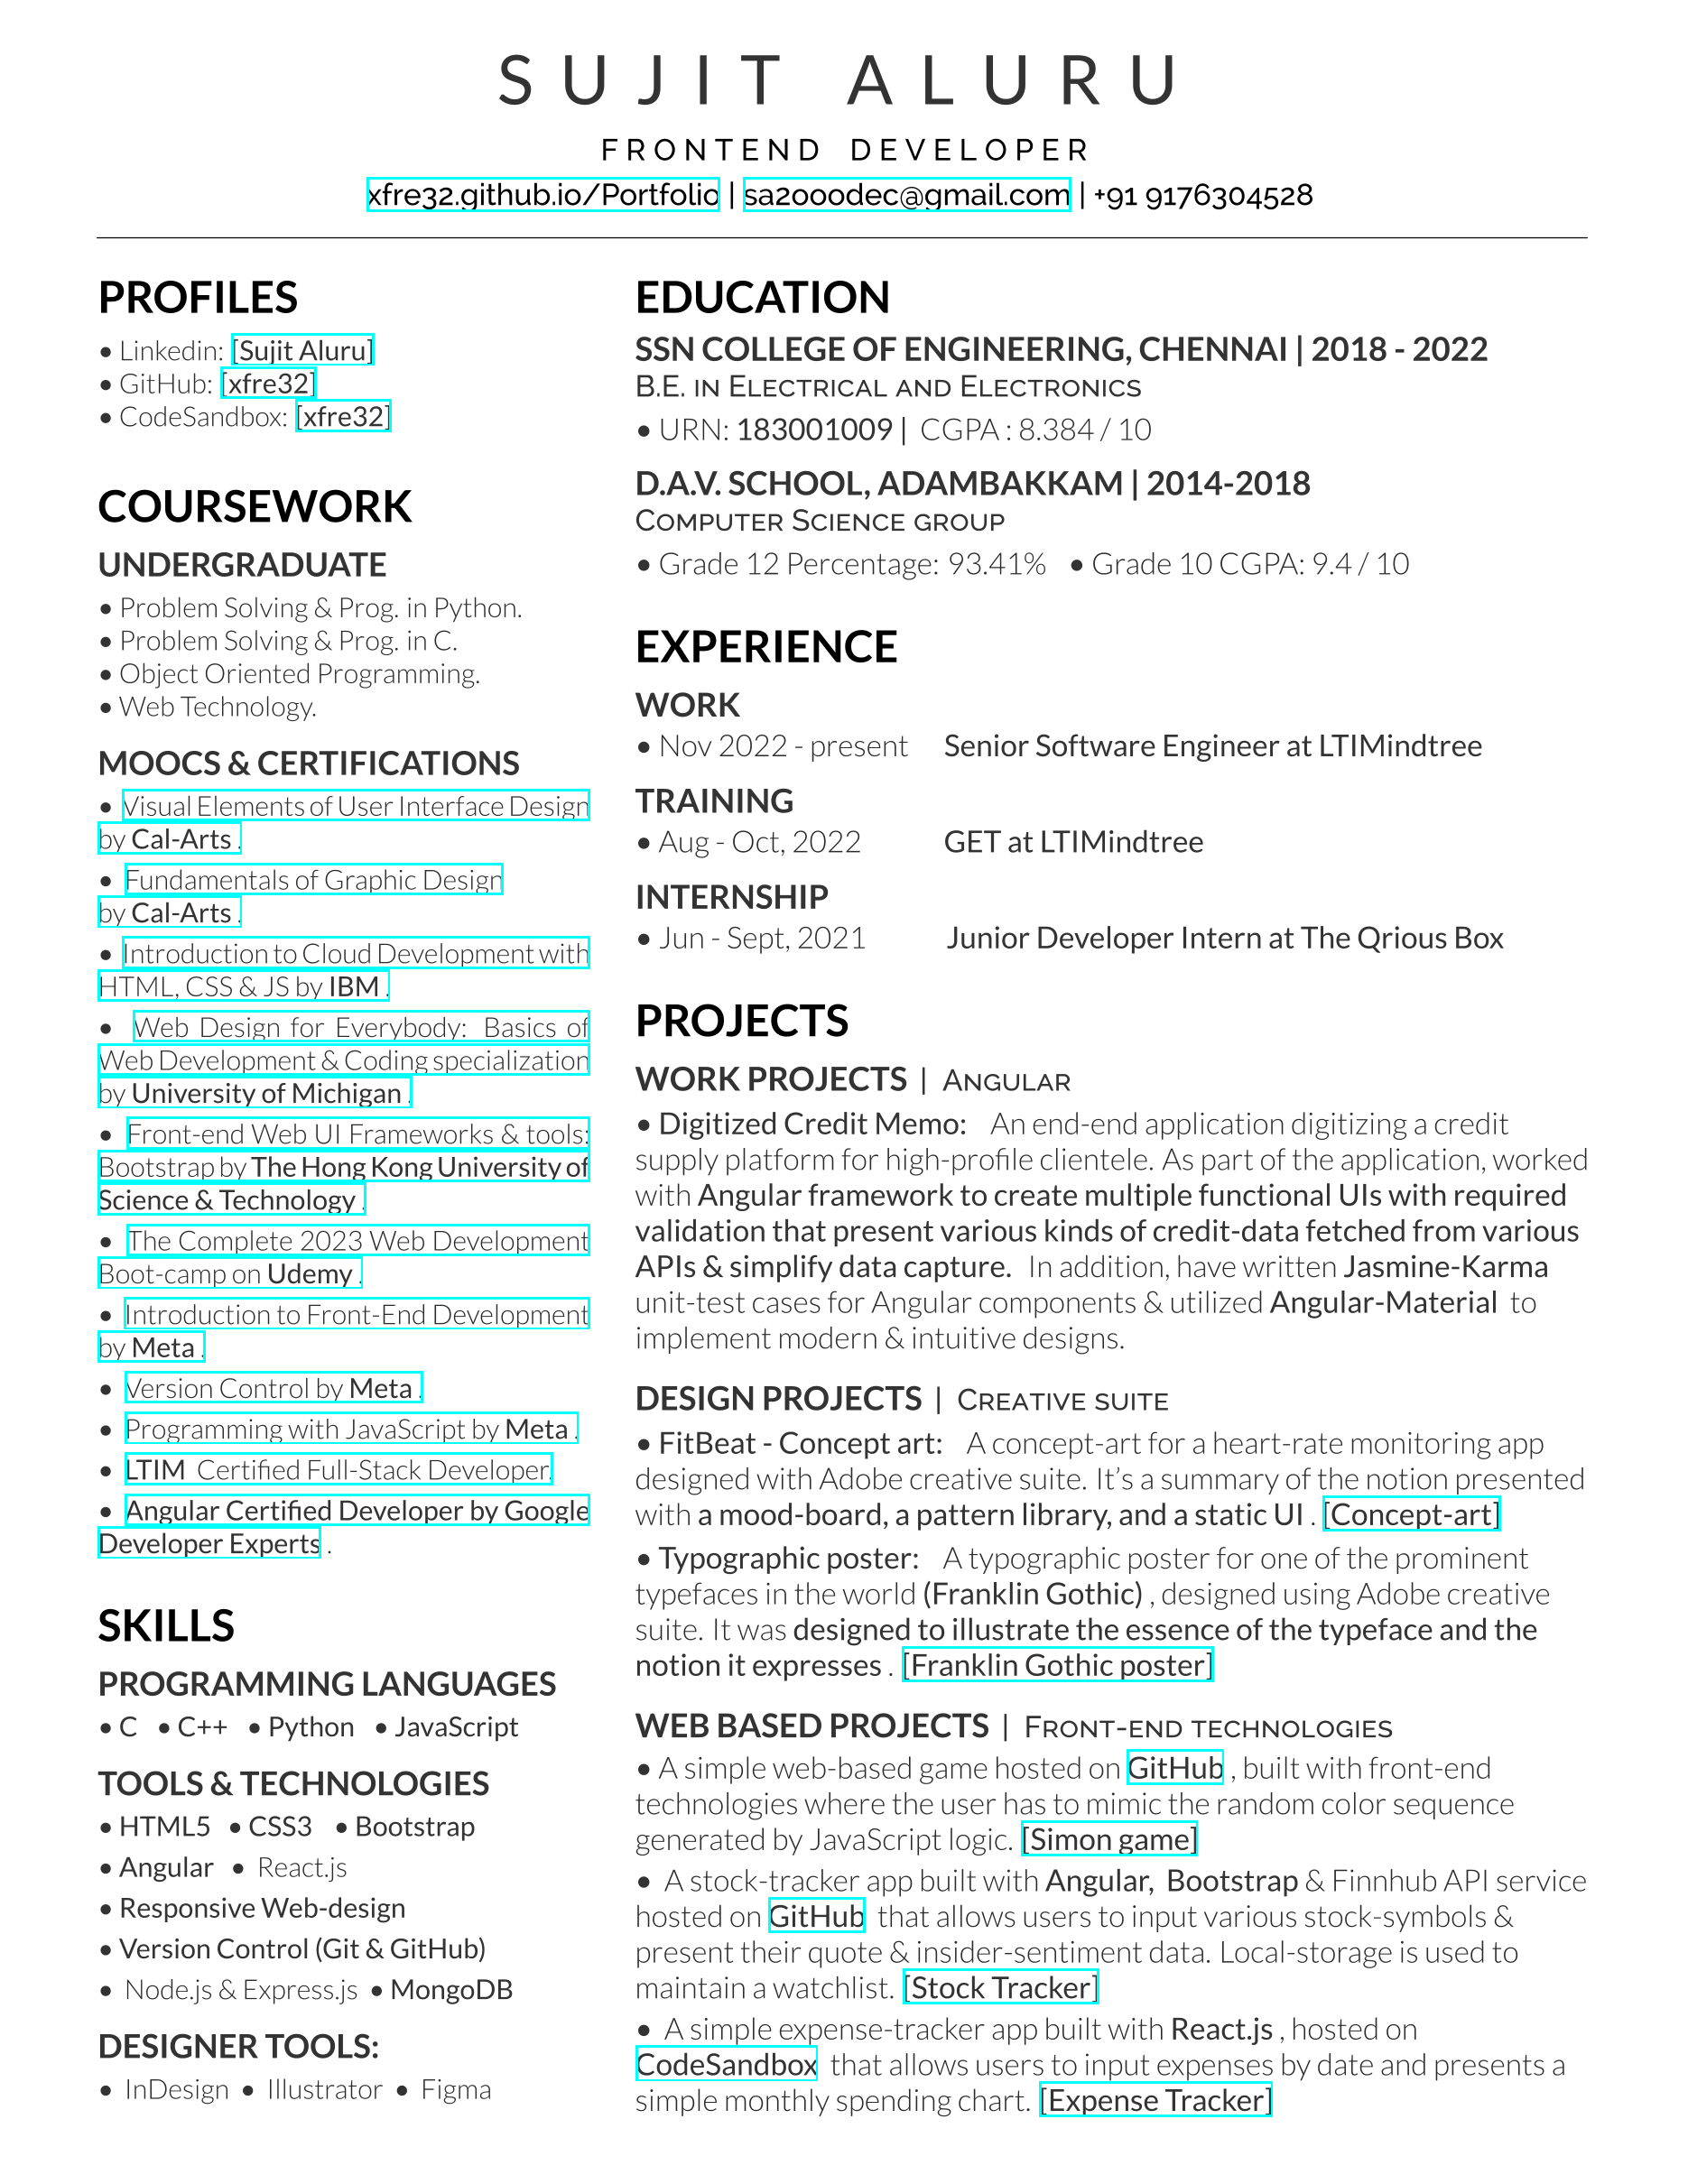 SUJIT ALURU
FRONTEND DEVELOPER
xfre32.github.io/Portfolio | sa2000dec@gmail.com | +91 9176304528
PROFILES
• Linkedin: [Sujit Aluru]
• GitHub: [xfre32]
• CodeSandbox: [xfre32]
COURSEWORK
UNDERGRADUATE
• Problem Solving & Prog. in Python.
• Problem Solving & Prog. in C.
• Object Oriented Programming.
• Web Technology.
MOOCS & CERTIFICATIONS
• Visual Elements of User Interface Design
by Cal-Arts .
• Fundamentals of Graphic Design
by Cal-Arts .
• Introduction to Cloud Development with
HTML, CSS & JS by IBM .
• Web Design for Everybody: Basics of
Web Development & Coding specialization
by University of Michigan .
• Front-end Web UI Frameworks & tools:
Bootstrap by The Hong Kong University of
Science & Technology .
• The Complete 2023 Web Development
Boot-camp on Udemy .
• Introduction to Front-End Development
by Meta .
• Version Control by Meta .
• Programming with JavaScript by Meta .
• LTIM Certified Full-Stack Developer.
• Angular Certified Developer by Google
Developer Experts .
SKILLS
PROGRAMMING LANGUAGES
• C • C++ • Python • JavaScript
TOOLS & TECHNOLOGIES
• HTML5 • CSS3 • Bootstrap
• Angular • React.js
• Responsive Web-design
• Version Control (Git & GitHub)
• Node.js & Express.js • MongoDB
DESIGNER TOOLS:
• InDesign • Illustrator • Figma
EDUCATION
SSN COLLEGE OF ENGINEERING, CHENNAI | 2018 - 2022
B.E. IN ELECTRICAL AND ELECTRONICS
• URN: 183001009 | CGPA : 8.384 / 10
D.A.V. SCHOOL, ADAMBAKKAM | 2014-2018
COMPUTER SCIENCE GROUP
• Grade 12 Percentage: 93.41% • Grade 10 CGPA: 9.4 / 10
EXPERIENCE
WORK
• Nov 2022 - present Senior Software Engineer at LTIMindtree
TRAINING
• Aug - Oct, 2022 GET at LTIMindtree
INTERNSHIP
• Jun - Sept, 2021 Junior Developer Intern at The Qrious Box
PROJECTS
WORK PROJECTS | ANGULAR
• Digitized Credit Memo: An end-end application digitizing a credit
supply platform for high-profile clientele. As part of the application, worked
with Angular framework to create multiple functional UIs with required
validation that present various kinds of credit-data fetched from various
APIs & simplify data capture. In addition, have written Jasmine-Karma
unit-test cases for Angular components & utilized Angular-Material to
implement modern & intuitive designs.
DESIGN PROJECTS | CREATIVE SUITE
• FitBeat - Concept art: A concept-art for a heart-rate monitoring app
designed with Adobe creative suite. It's a summary of the notion presented
with a mood-board, a pattern library, and a static UI . [Concept-art]
• Typographic poster: A typographic poster for one of the prominent
typefaces in the world (Franklin Gothic) , designed using Adobe creative
suite. It was designed to illustrate the essence of the typeface and the
notion it expresses . [Franklin Gothic poster]
WEB BASED PROJECTS | FRONT-END TECHNOLOGIES
• A simple web-based game hosted on GitHub , built with front-end
technologies where the user has to mimic the random color sequence
generated by JavaScript logic. [Simon game]
• A stock-tracker app built with Angular, Bootstrap & Finnhub API service
hosted on GitHub that allows users to input various stock-symbols &
present their quote & insider-sentiment data. Local-storage is used to
maintain a watchlist. [Stock Tracker]
• A simple expense-tracker app built with React.js , hosted on
CodeSandbox that allows users to input expenses by date and presents a
simple monthly spending chart. [Expense Tracker]